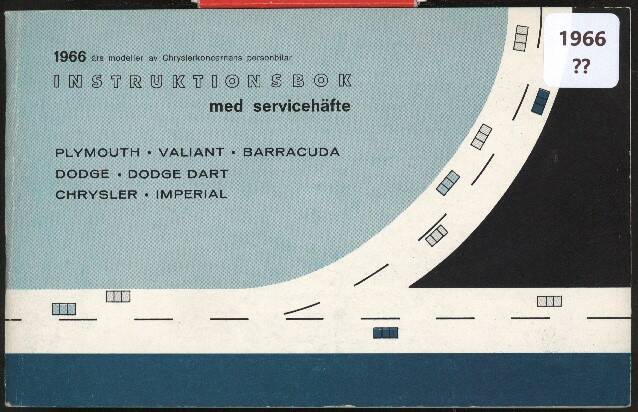 1966 års modeller av Chryslerkoncernens personbilar
INSTRUKTIONSBOK
med servicehäfte
PLYMOUTH • VALIANT • BARRACUDA
DODGE • DODGE DART
CHRYSLER • IMPERIAL
1966
??